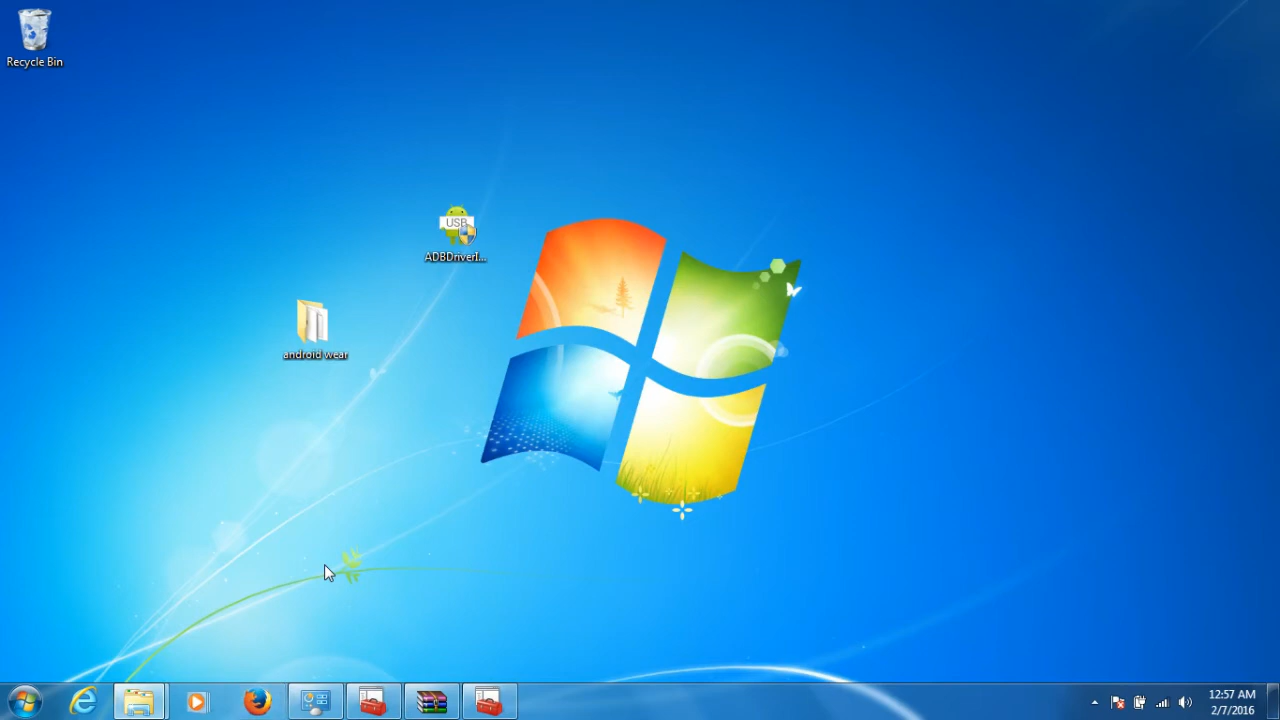 Recycle Bin
USB
ADBDriverI...
android wear
12:57 AM
2/7/2016